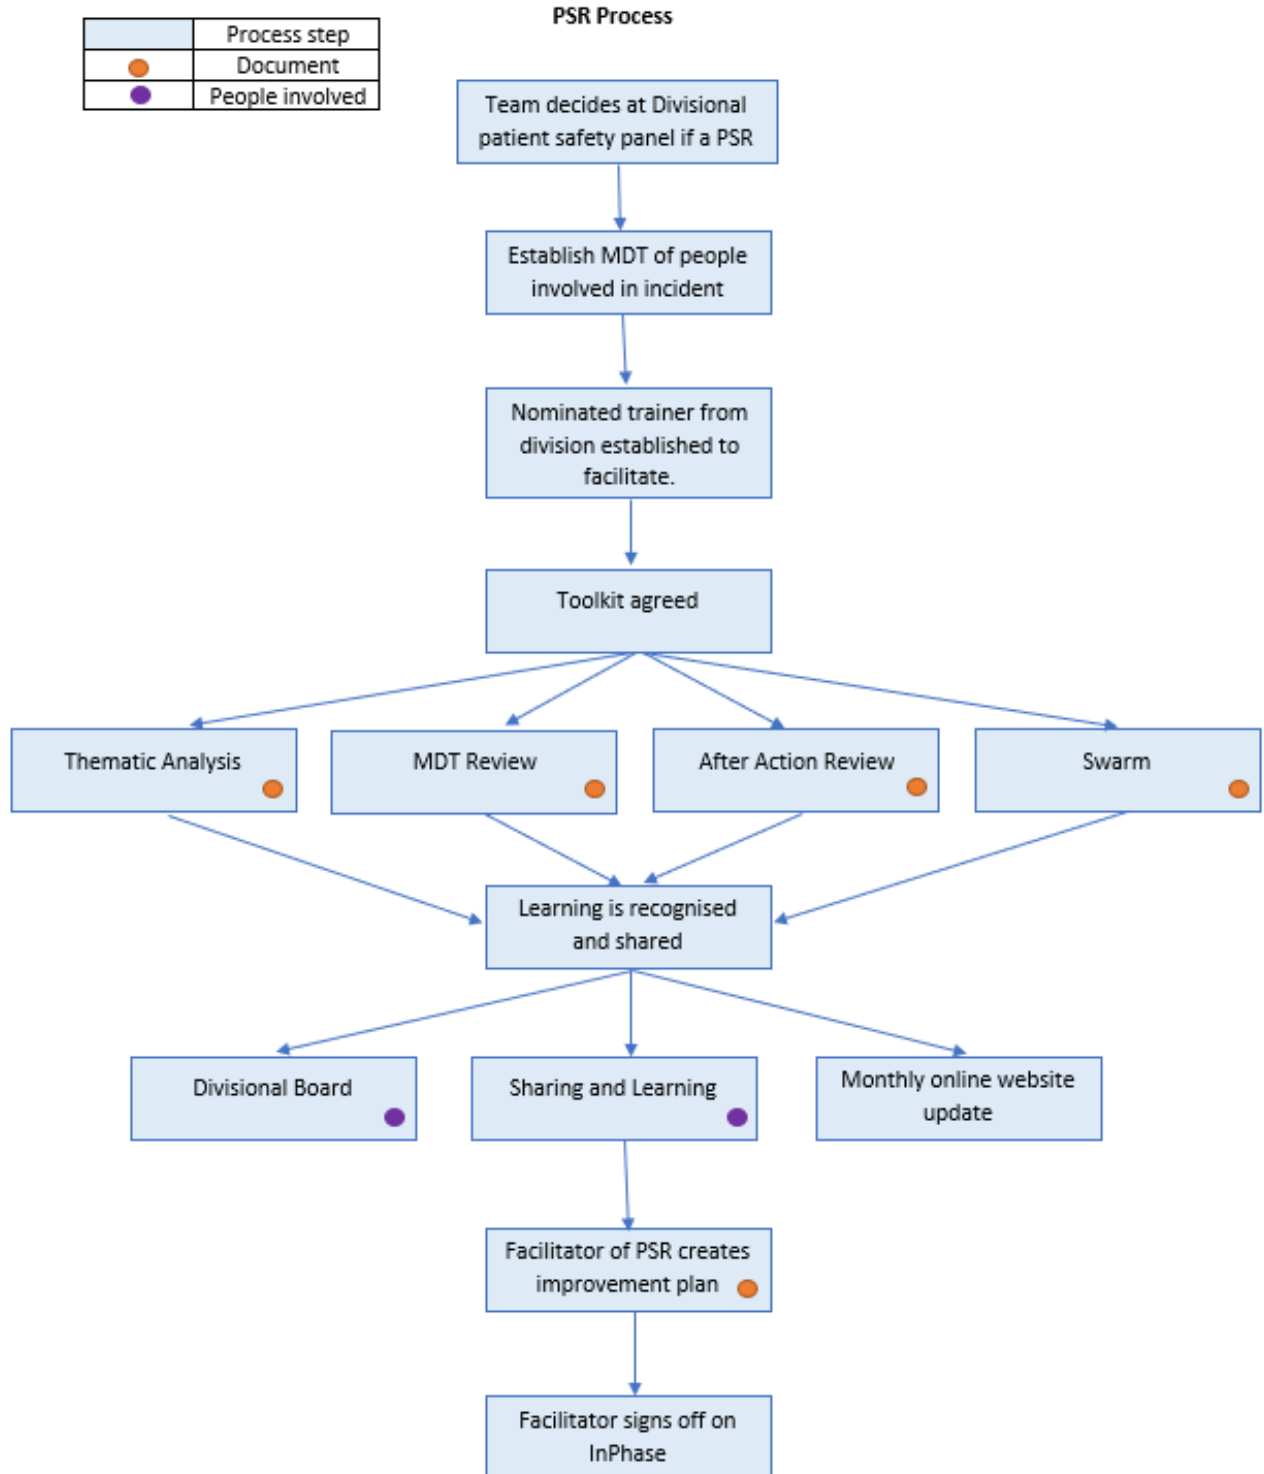 PSR Process
Process step
Document
People involved
Team decides at Divisional
patient safety panel if a PSR
Establish MDT of people
involved in incident
Nominated trainer from
division established to
facilitate.
Toolkit agreed
Thematic Analysis
MDT Review
After Action Review
Swarm
Learning is recognised
and shared
Divisional Board
Sharing and Learning
Monthly online website
update
Facilitator of PSR creates
improvement plan
Facilitator signs off on
InPhase